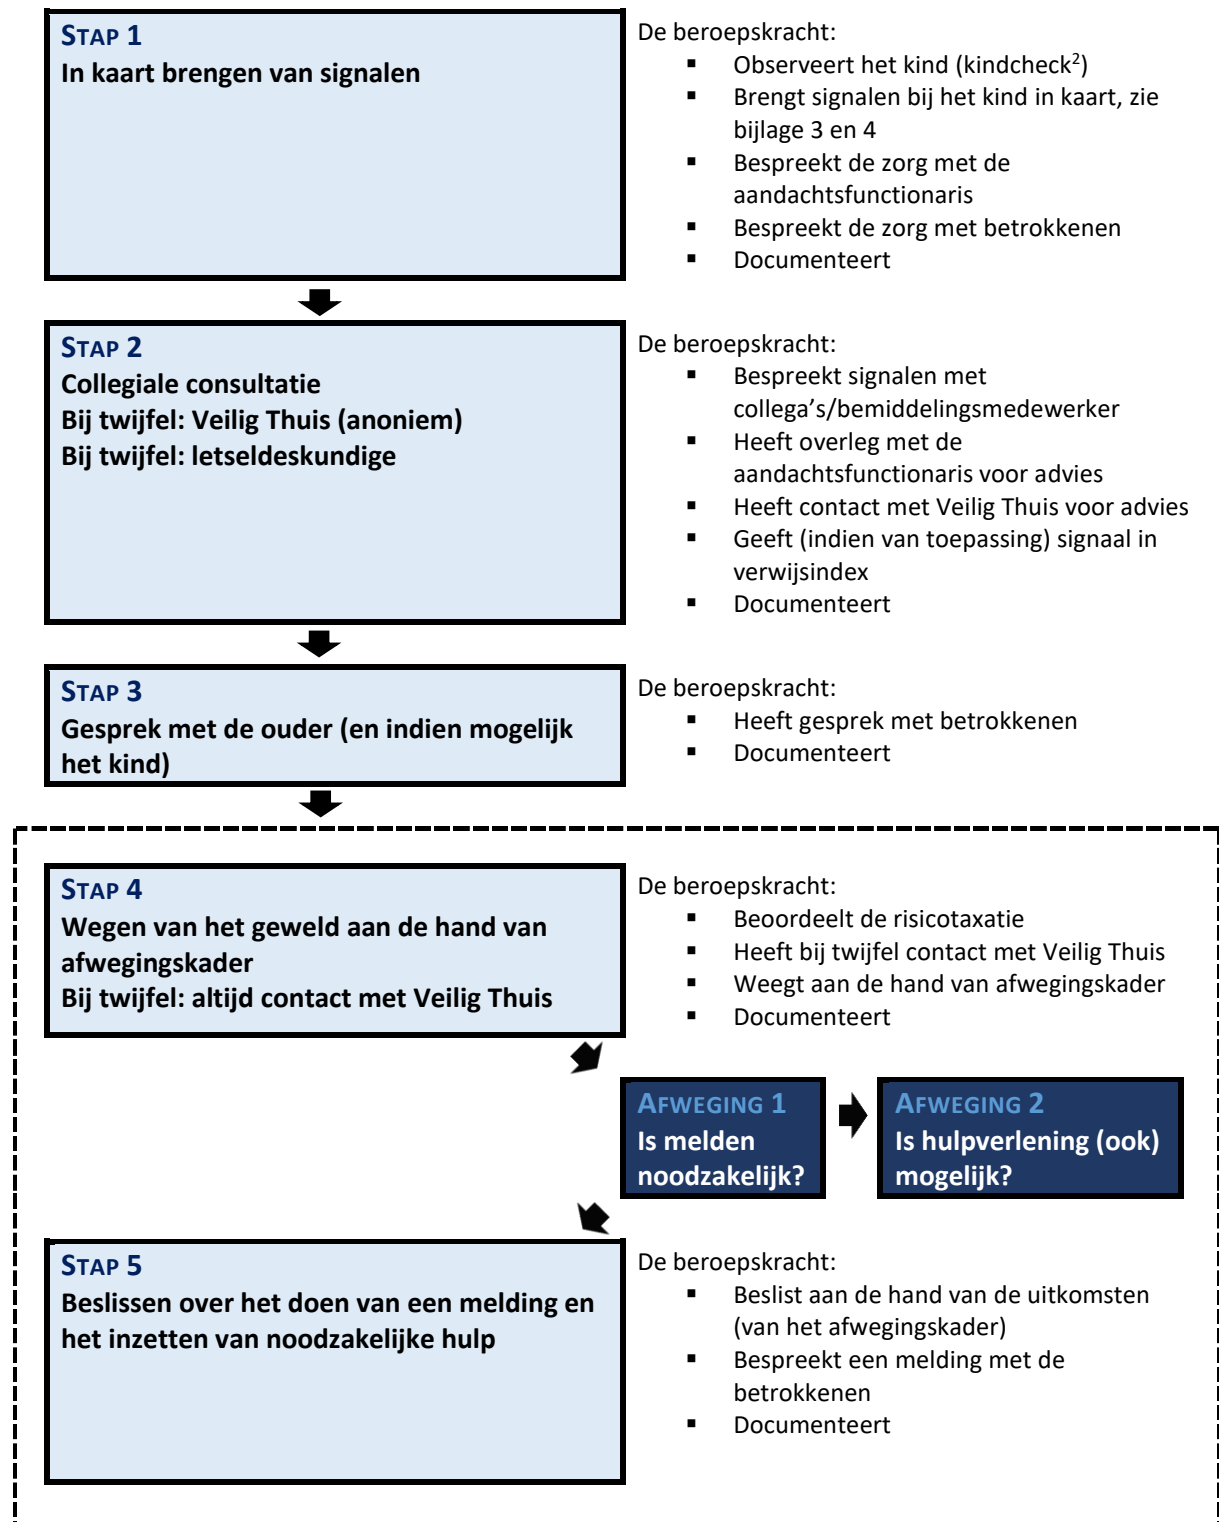 STAP 1
In kaart brengen van signalen
De beroepskracht:
▪ Observeert het kind (kindcheck²)
▪ Brengt signalen bij het kind in kaart, zie
bijlage 3 en 4
▪ Bespreekt de zorg met de
aandachtsfunctionaris
▪ Bespreekt de zorg met betrokkenen
▪ Documenteert
STAP 2
Collegiale consultatie
Bij twijfel: Veilig Thuis (anoniem)
Bij twijfel: letseldeskundige
De beroepskracht:
▪ Bespreekt signalen met
collega’s/bemiddelingsmedewerker
▪ Heeft overleg met de
aandachtsfunctionaris voor advies
▪ Heeft contact met Veilig Thuis voor advies
▪ Geeft (indien van toepassing) signaal in
verwijsindex
▪ Documenteert
STAP 3
Gesprek met de ouder (en indien mogelijk
het kind)
De beroepskracht:
▪ Heeft gesprek met betrokkenen
▪ Documenteert
STAP 4
Wegen van het geweld aan de hand van
afwegingskader
Bij twijfel: altijd contact met Veilig Thuis
De beroepskracht:
▪ Beoordeelt de risicotaxatie
▪ Heeft bij twijfel contact met Veilig Thuis
▪ Weegt aan de hand van afwegingskader
▪ Documenteert
AFWEGING 1
Is melden
noodzakelijk?
AFWEGING 2
Is hulpverlening (ook)
mogelijk?
STAP 5
Beslissen over het doen van een melding en
het inzetten van noodzakelijke hulp
De beroepskracht:
▪ Beslist aan de hand van de uitkomsten
(van het afwegingskader)
▪ Bespreekt een melding met de
betrokkenen
▪ Documenteert